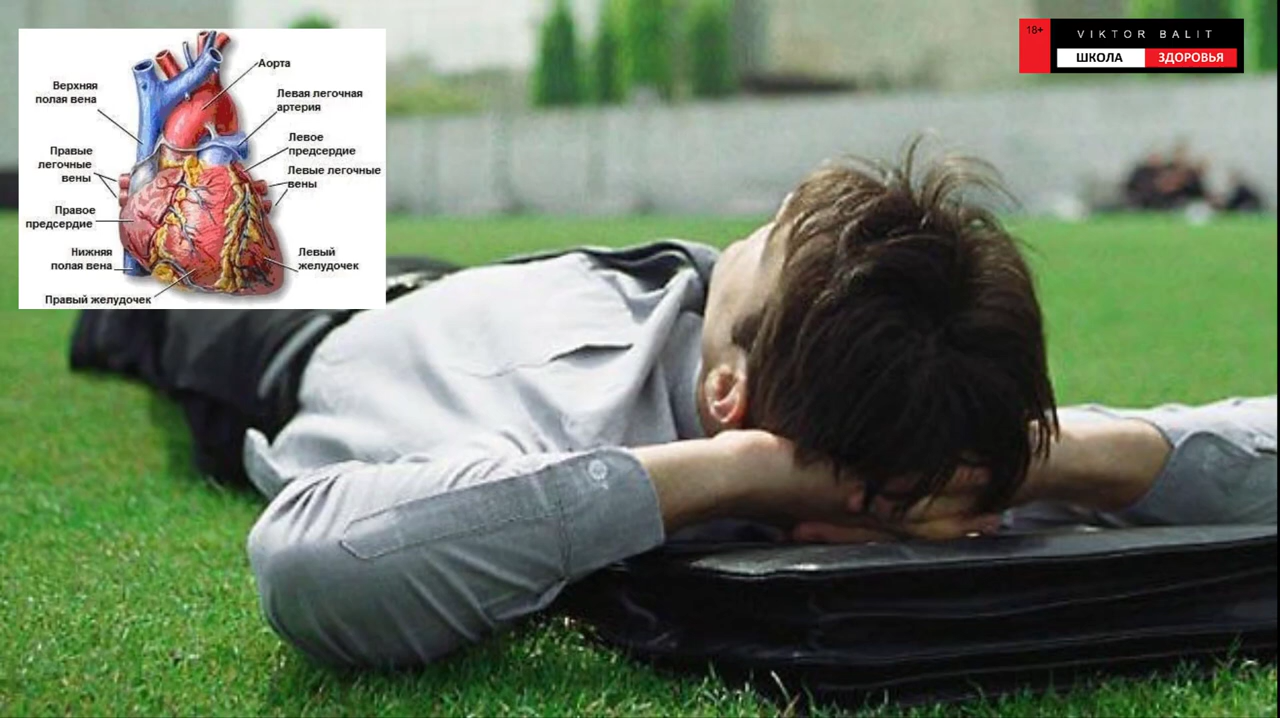 Аорта
Верхняя
полая вена
Левая легочная
артерия
Левое
предсердие
Правые
легочные
вены
Левые легочные
вены
Правое
предсердие
Нижняя
полая вена
Левый
желудочек
Правый желудочек
18+
VIKTOR BALIT
ШКОЛА ЗДОРОВЬЯ